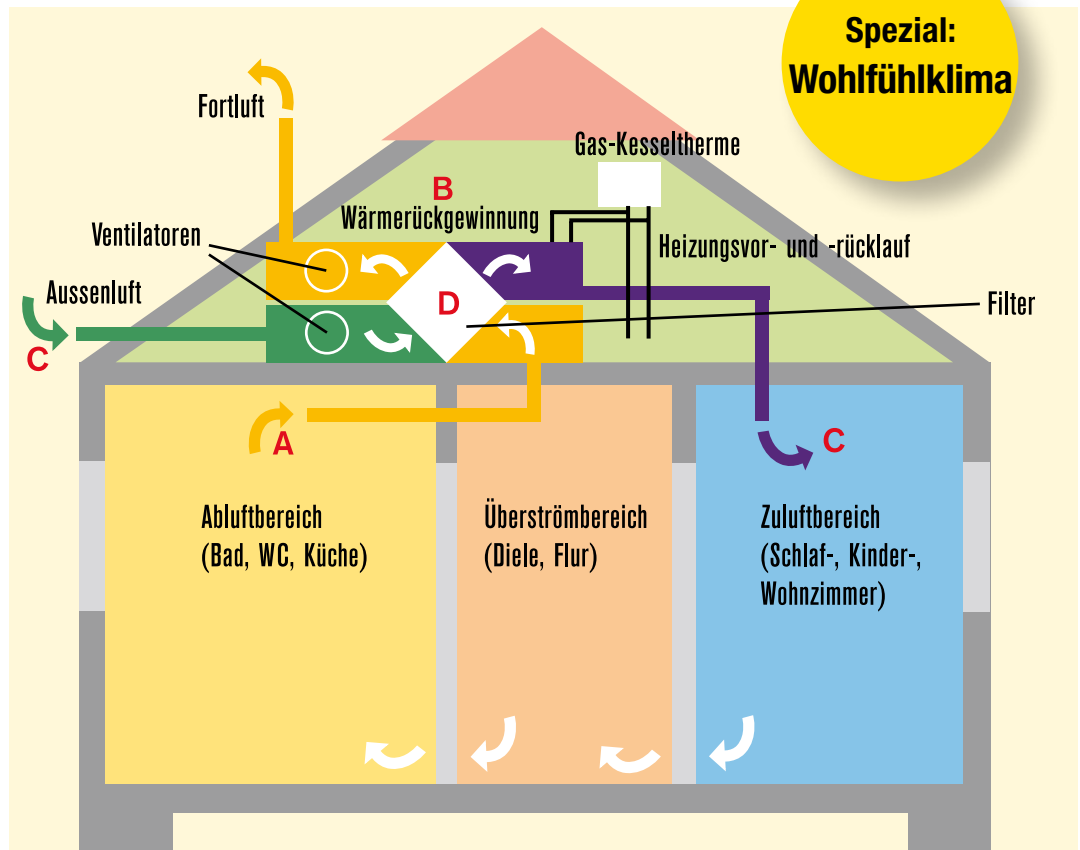 Spezial:
Wohlfühlklima
Fortluft
Gas-Kesseltherme
B
Wärmerückgewinnung
Ventilatoren
Heizungsvor- und -rücklauf
Aussenluft
D
Filter
C
A
C
Abluftbereich
(Bad, WC, Küche)
Überströmbereich
(Diele, Flur)
Zuluftbereich
(Schlaf-, Kinder-,
Wohnzimmer)